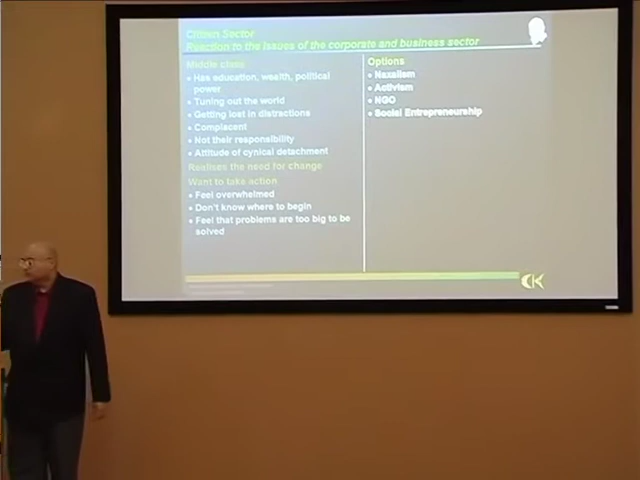 Citizen Sector
Reaction to the issues of the corporate and business sector
Middle class
• Has education, wealth, political
power
• Tuning out the world
• Getting lost in distractions
• Complacent
• Not their responsibility
• Attitude of cynical detachment
Realises the need for change
Want to take action
• Feel overwhelmed
• Don't know where to begin
• Feel that problems are too big to be
solved
Options
• Naxalism
• Activism
• NGO
• Social Entrepreneurship
CK